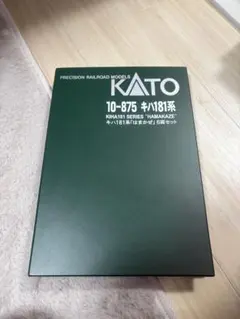 PRECISION RAILROAD MODELS
KATO
10-875 キハ181系
KIHA181 SERIES "HAMAKAZE"
キハ181系「はまかぜ」6両セット